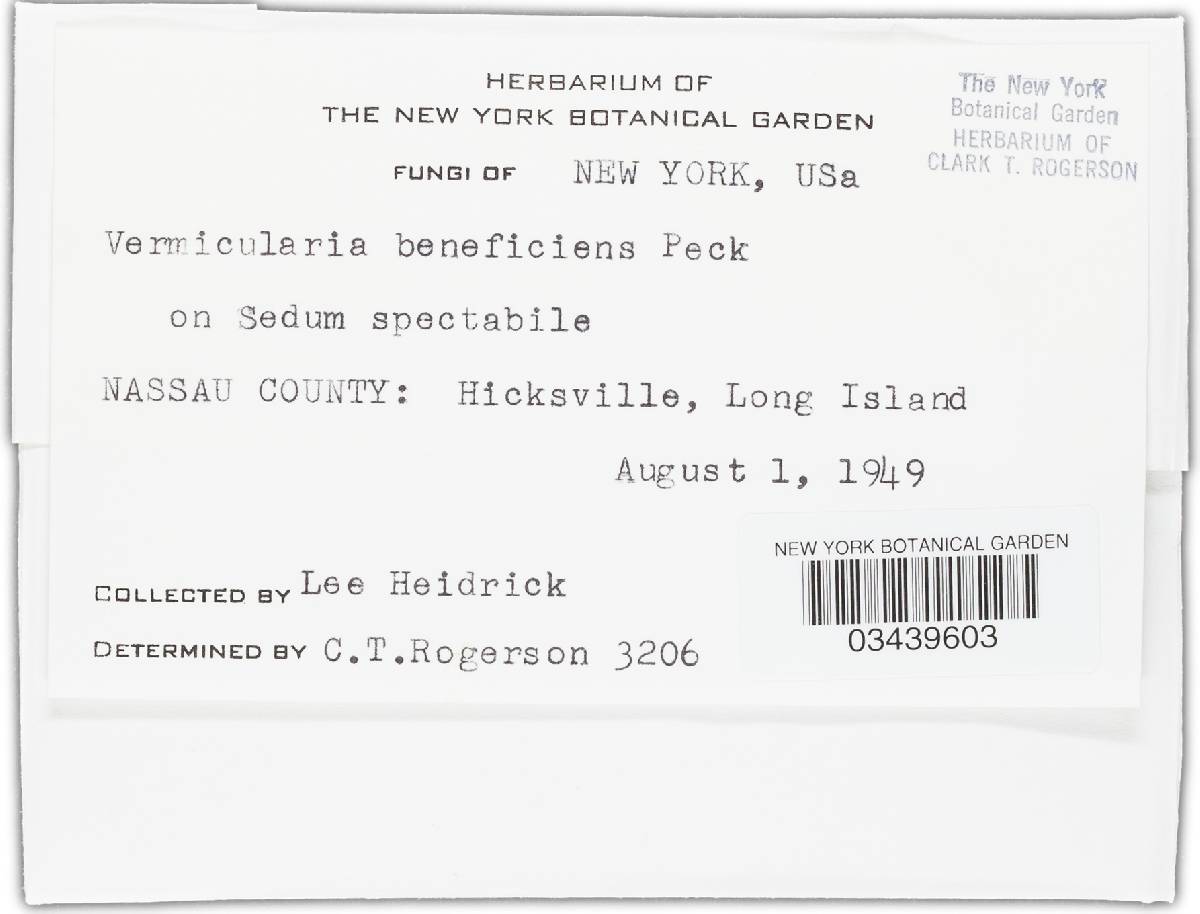 HERBARIUM OF
THE NEW YORK BOTANICAL GARDEN
The New York
Botanical Garden
HERBARIUM OF
CLARK T. ROGERSON
FUNGI OF NEW YORK, USa
Vermicularia beneficiens Peck
on Sedum spectabile
NASSAU COUNTY: Hicksville, Long Island
August 1, 1949
NEW YORK BOTANICAL GARDEN
03439603
COLLECTED BY Lee Heidrick
DETERMINED BY C.T.Rogerson 3206